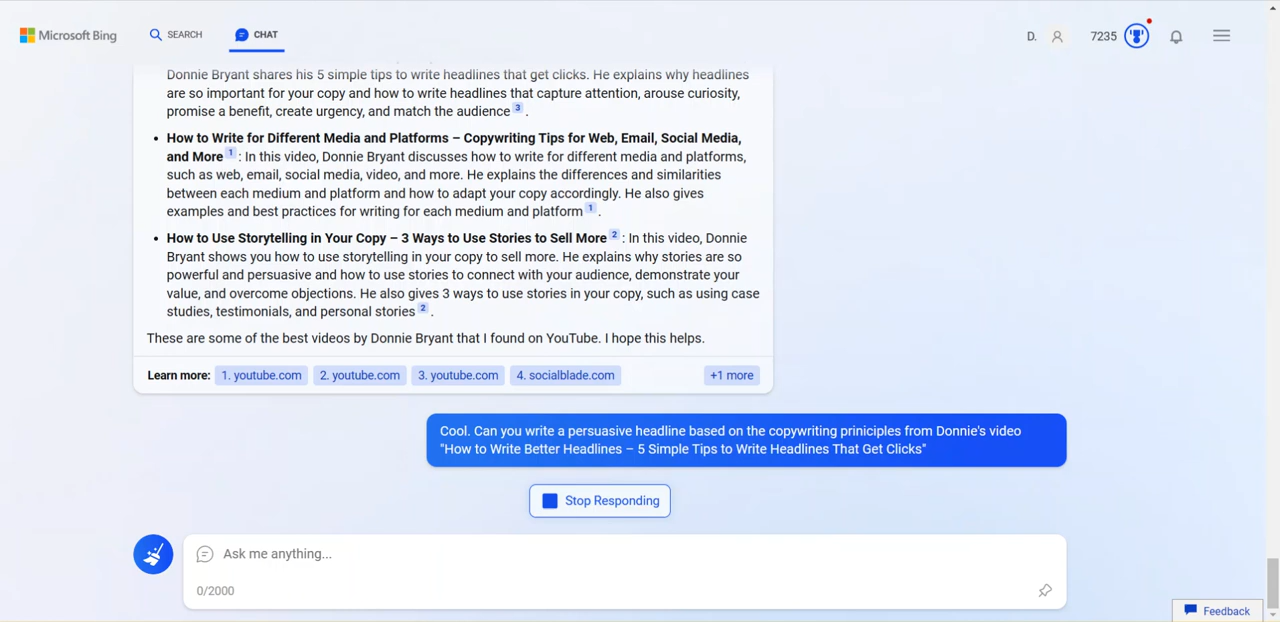 Microsoft Bing
SEARCH
CHAT
D.
7235
Donnie Bryant shares his 5 simple tips to write headlines that get clicks. He explains why headlines
are so important for your copy and how to write headlines that capture attention, arouse curiosity,
promise a benefit, create urgency, and match the audience 3 .
• How to Write for Different Media and Platforms – Copywriting Tips for Web, Email, Social Media,
and More 1 : In this video, Donnie Bryant discusses how to write for different media and platforms,
such as web, email, social media, video, and more. He explains the differences and similarities
between each medium and platform and how to adapt your copy accordingly. He also gives
examples and best practices for writing for each medium and platform 1 .
• How to Use Storytelling in Your Copy – 3 Ways to Use Stories to Sell More 2 : In this video, Donnie
Bryant shows you how to use storytelling in your copy to sell more. He explains why stories are so
powerful and persuasive and how to use stories to connect with your audience, demonstrate your
value, and overcome objections. He also gives 3 ways to use stories in your copy, such as using case
studies, testimonials, and personal stories 2 .
These are some of the best videos by Donnie Bryant that I found on YouTube. I hope this helps.
Learn more: 1. youtube.com 2. youtube.com 3. youtube.com 4. socialblade.com +1 more
Cool. Can you write a persuasive headline based on the copywriting priniciples from Donnie's video
"How to Write Better Headlines – 5 Simple Tips to Write Headlines That Get Clicks"
Stop Responding
Ask me anything...
0/2000
Feedback